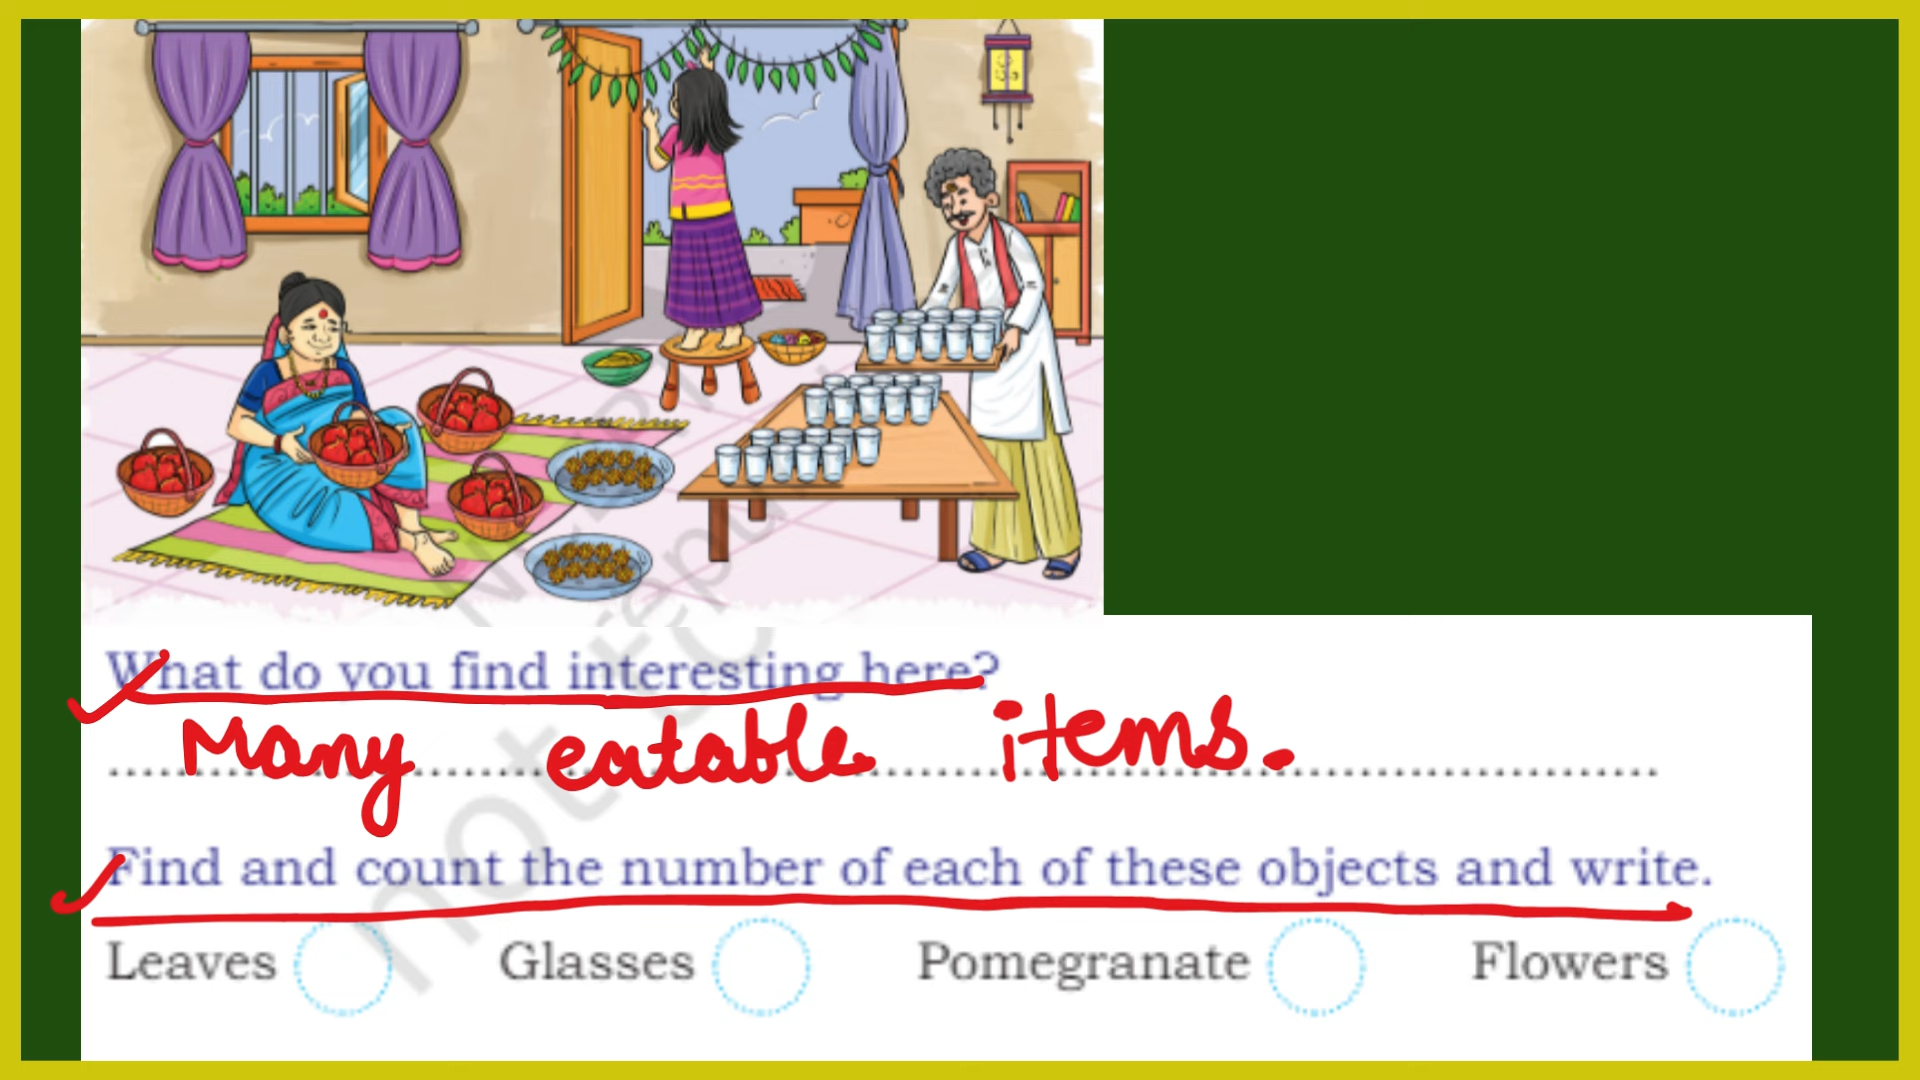 What do you find interesting here?
Many eatable items.
Find and count the number of each of these objects and write.
Leaves Glasses Pomegranate Flowers